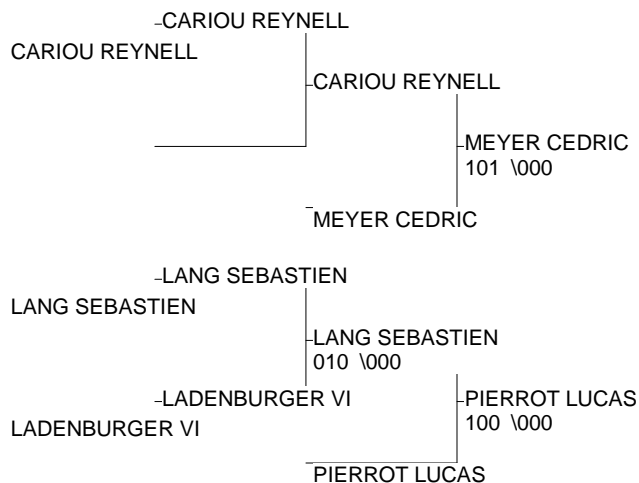 CARIOU REYNELL
CARIOU REYNELL
CARIOU REYNELL
MEYER CEDRIC
101 \000
MEYER CEDRIC
LANG SEBASTIEN
LANG SEBASTIEN
LANG SEBASTIEN
010 \000
LADENBURGER VI
PIERROT LUCAS
100 \000
LADENBURGER VI
PIERROT LUCAS